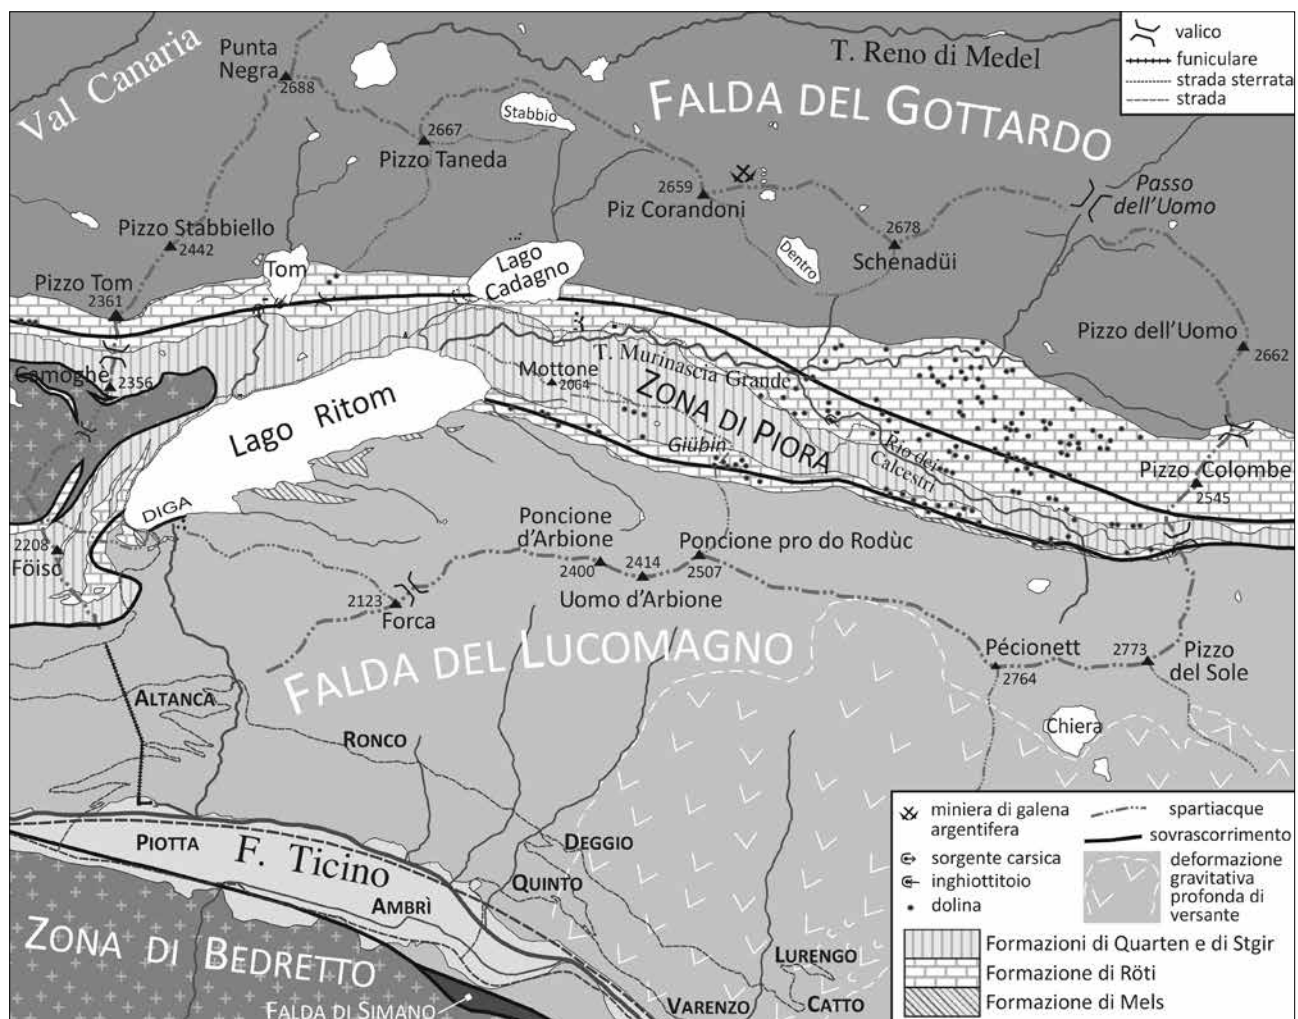 valico
funiculare
strada sterrata
strada
Val Canaria
Punta
Negra
2688
T. Reno di Medel
FALDA DEL GOTTARDO
Stabbio
2667
Pizzo Taneda
2659
Piz Corandoni
Passo
dell'Uomo
Pizzo Stabbiello
2442
2678
Schenadüi
Dentro
Tom
Lago
Cadagno
Pizzo Tom
2361
Pizzo dell'Uomo
2662
Camoghè
2356
Mottone
2064
T. Murinascia Grande
ZONA DI PIORA
Lago Ritom
Giübin
Rio dei
Calcestri
Pizzo Colombe
2545
DIGA
2208
Föisc
Poncione
d'Arbione
2400
2414
Uomo d'Arbione
Poncione pro do Rodùc
2507
2123
Forca
FALDA DEL LUCOMAGNO
Pécionett
2764
2773
Pizzo
del Sole
Chiera
ALTANCA
RONCO
PIOTTA
F. Ticino
DEGGIO
QUINTO
AMBRÌ
LURENGO
VARENZO
CATTO
ZONA DI BEDRETTO
FALDA DI SIMANO
miniera di galena
argentifera
sorgente carsica
inghiottitoio
dolina
spartiacque
sovrascorrimento
deformazione
gravitativa
profonda di
versante
Formazioni di Quarten e di Stgir
Formazione di Röti
Formazione di Mels